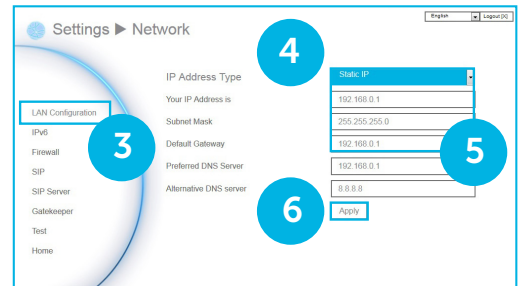 English Logout [X]
Settings ▶ Network
4
IP Address Type Static IP
Your IP Address is 192.168.0.1
LAN Configuration
Subnet Mask 255.255.255.0
IPv6
3
Default Gateway 192.168.0.1
5
Firewall
Preferred DNS Server 192.168.0.1
SIP
Alternative DNS server 8.8.8.8
SIP Server
6
Apply
Gatekeeper
Test
Home